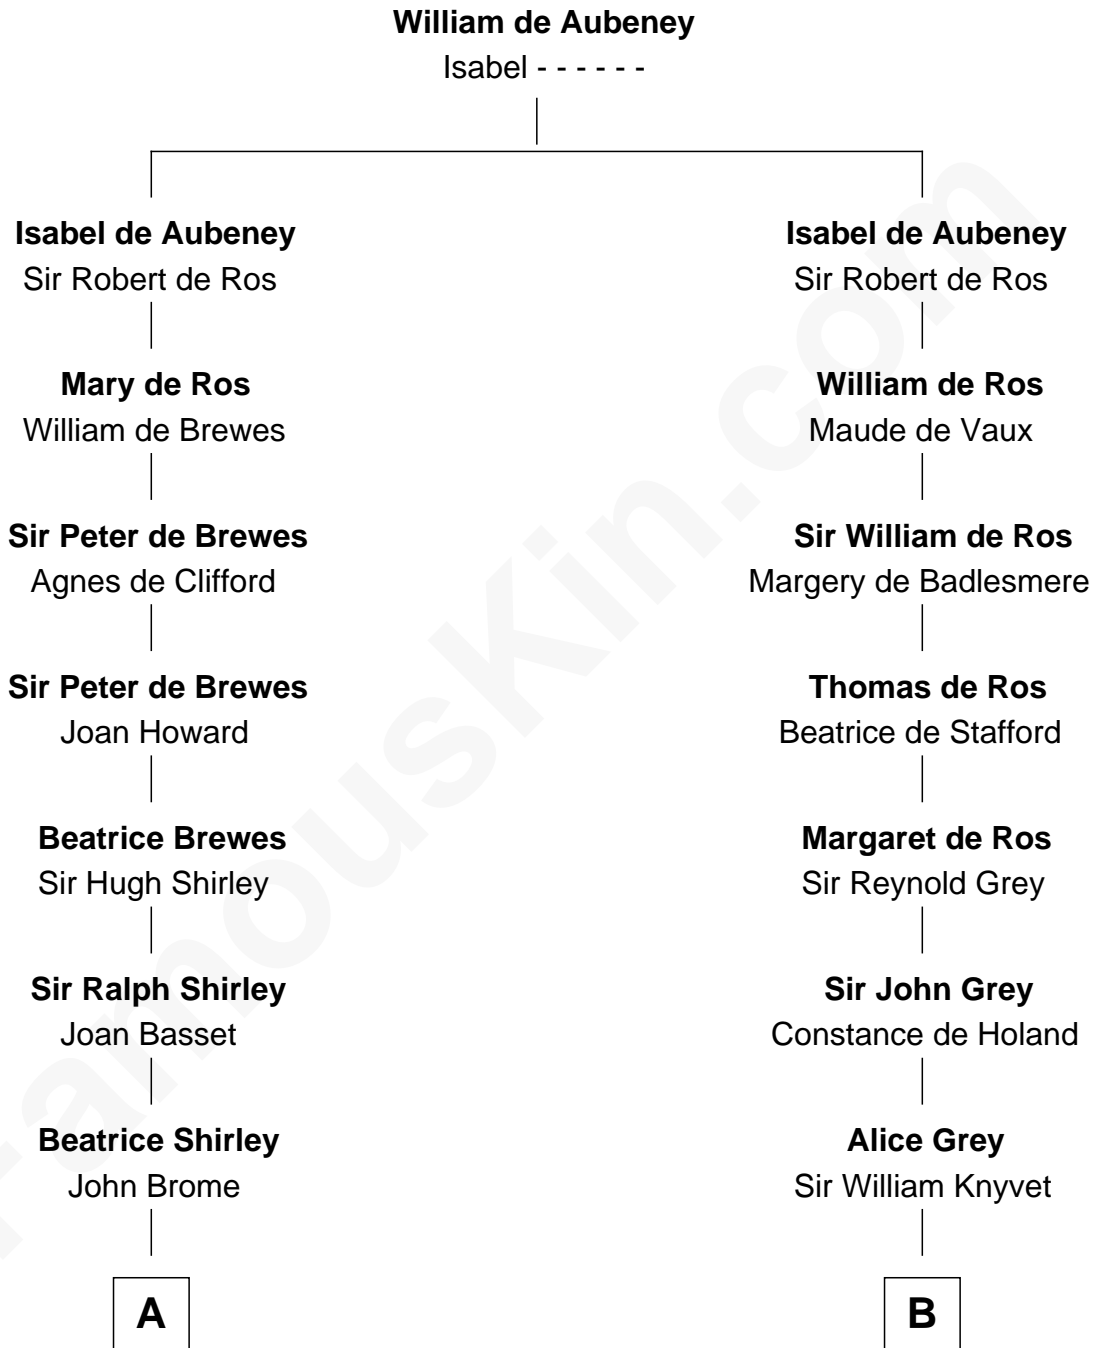 William de Aubeney
Isabel - - - - - -
Isabel de Aubeney
Sir Robert de Ros
Isabel de Aubeney
Sir Robert de Ros
Mary de Ros
William de Brewes
William de Ros
Maude de Vaux
Sir Peter de Brewes
Agnes de Clifford
Sir William de Ros
Margery de Badlesmere
Sir Peter de Brewes
Joan Howard
Thomas de Ros
Beatrice de Stafford
Beatrice Brewes
Sir Hugh Shirley
Margaret de Ros
Sir Reynold Grey
Sir Ralph Shirley
Joan Basset
Sir John Grey
Constance de Holand
Beatrice Shirley
John Brome
Alice Grey
Sir William Knyvet
A
B
FamousKin.com